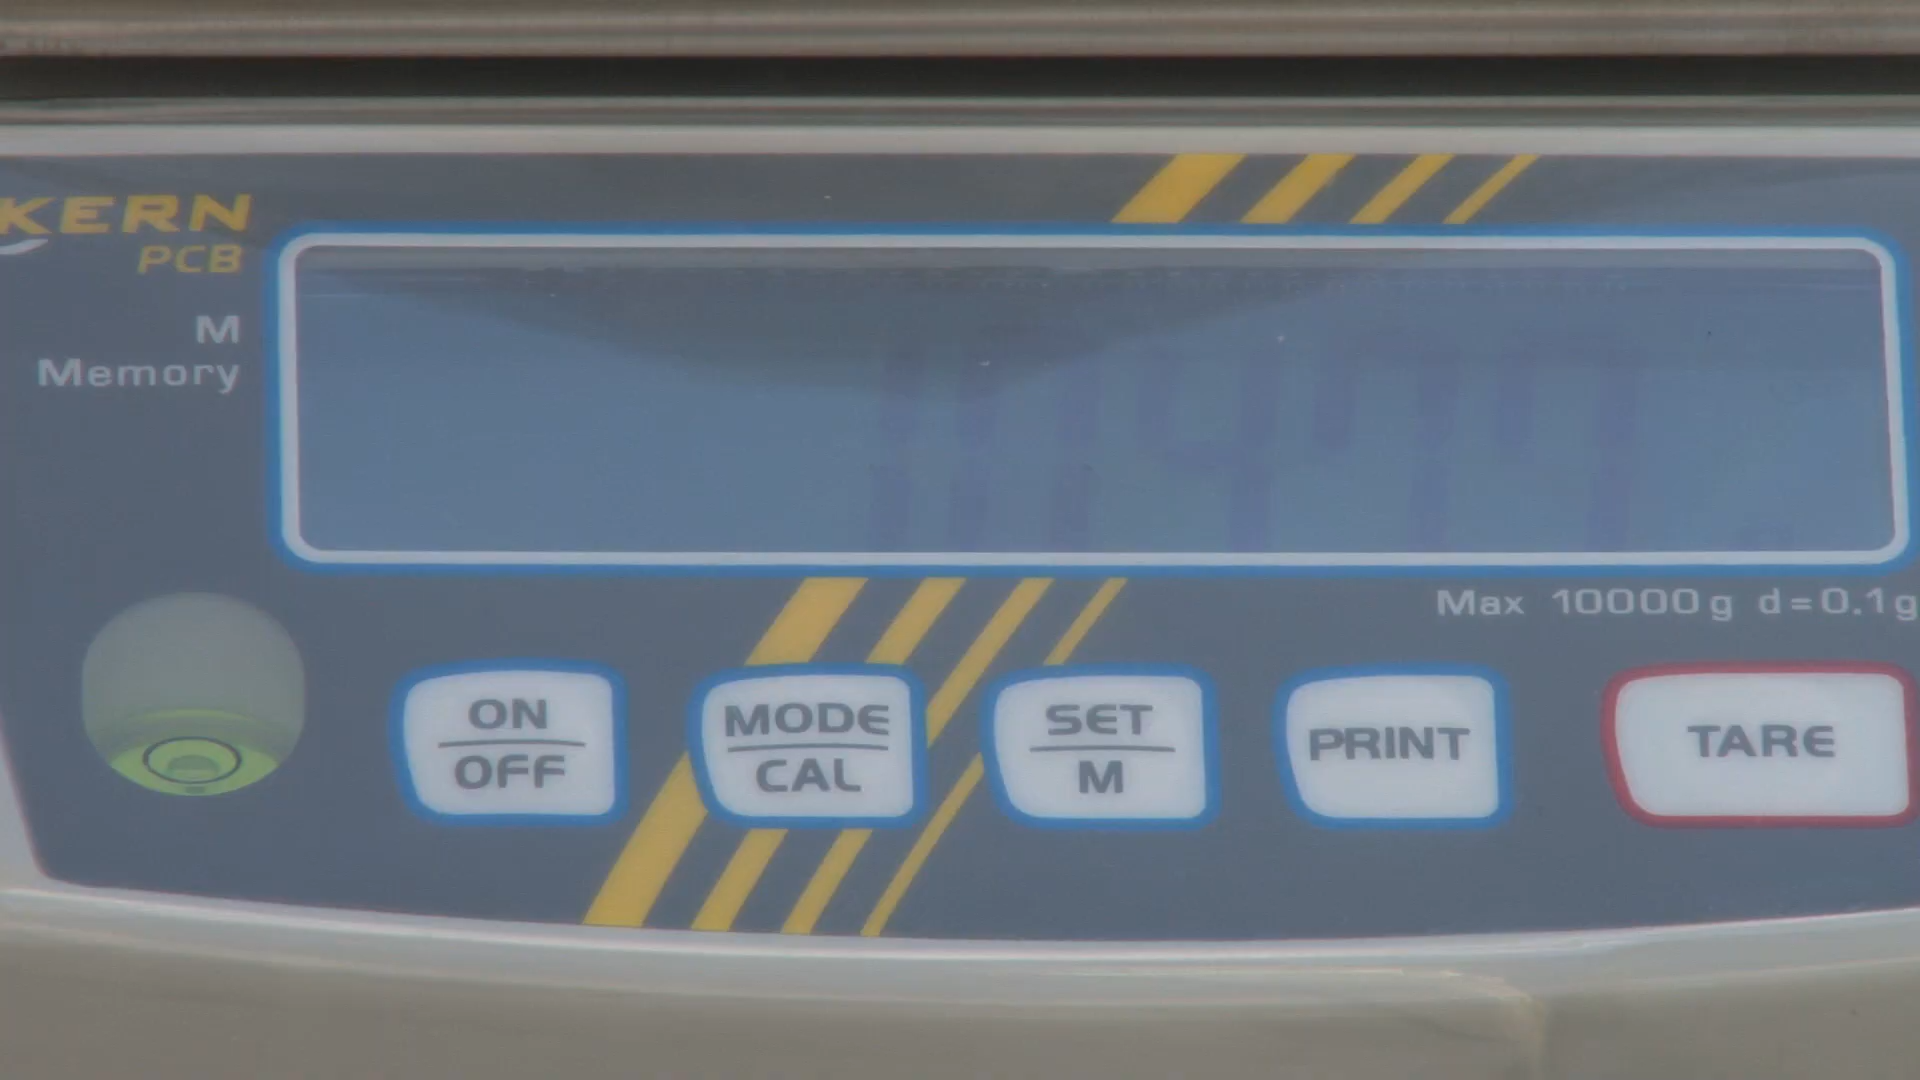 KERN
PCB
M
Memory
Max 10000g d=0.1g
ON
OFF
MODE
CAL
SET
M
PRINT
TARE